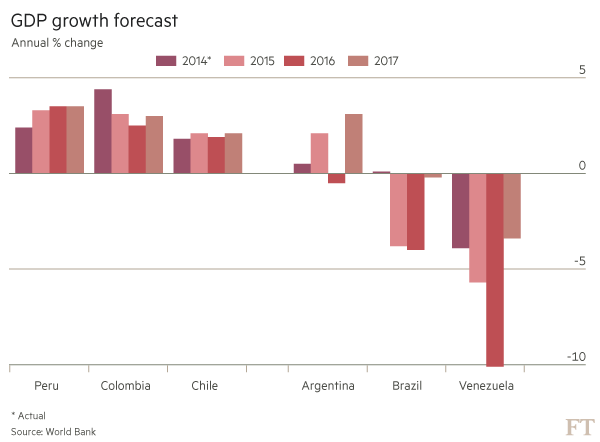 GDP growth forecast
Annual % change
2014* 2015 2016 2017
5
0
-5
-10
Peru Colombia Chile Argentina Brazil Venezuela
* Actual
Source: World Bank
FT